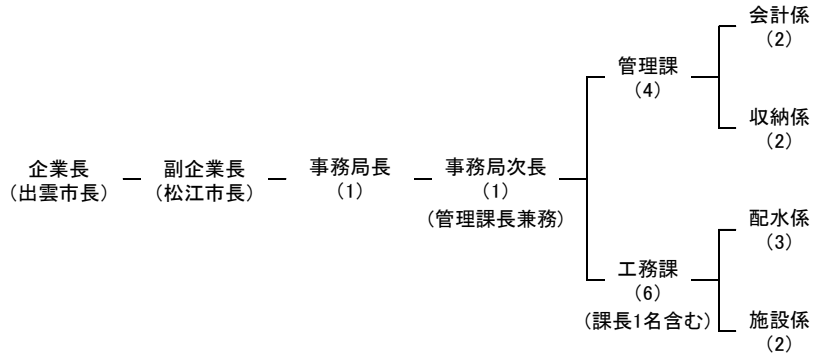 企業長
(出雲市長)
副企業長
(松江市長)
事務局長
(1)
事務局次長
(1)
(管理課長兼務)
管理課
(4)
会計係
(2)
収納係
(2)
工務課
(6)
(課長1名含む)
配水係
(3)
施設係
(2)